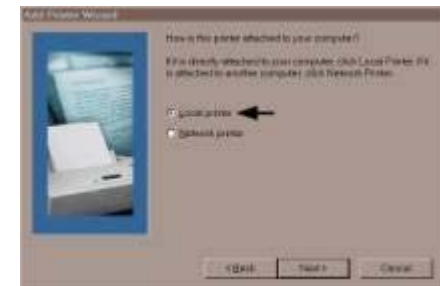 Add Printer Wizard
How is this printer attached to your computer?
If it is directly attached to your computer, click Local Printer. If it
is attached to another computer, click Network Printer.
Local printer
Network printer
< Back Next > Cancel